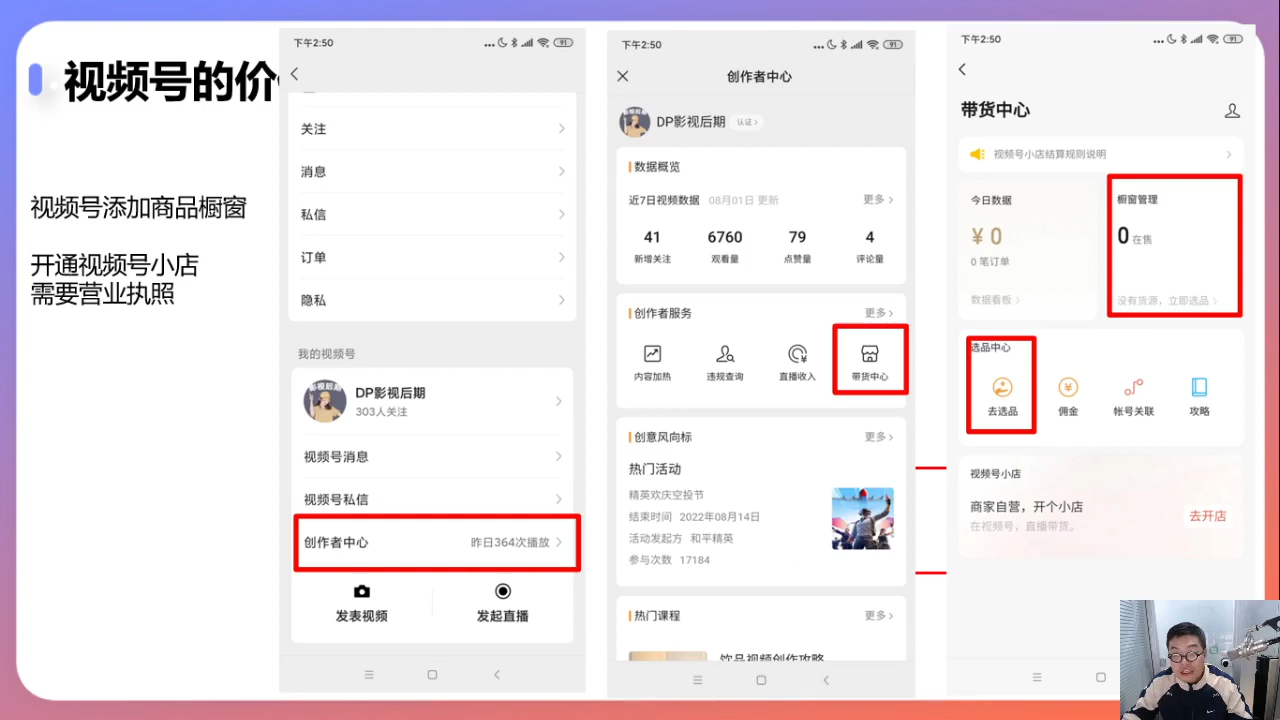 视频号的价
视频号添加商品橱窗
开通视频号小店
需要营业执照
下午2:50
91
关注
消息
私信
订单
隐私
我的视频号
DP影视后期
303人关注
视频号消息
视频号私信
创作者中心
昨日364次播放
发表视频
发起直播
下午2:50
91
创作者中心
DP影视后期
认证
数据概览
近7日视频数据 08月01日 更新
更多
41 6760 79 4
新增关注 观看量 点赞量 评论量
创作者服务
更多
内容加热 违规查询 直播收入 带货中心
创意风向标
更多
热门活动
精英欢庆空投节
结束时间 2022年08月14日
活动发起方 和平精英
参与次数 17184
热门课程
更多
饮品视频创作攻略
下午2:50
91
带货中心
视频号小店结算规则说明
今日数据
¥ 0
0 笔订单
数据看板
橱窗管理
0 在售
没有货源，立即选品
选品中心
去选品 佣金 帐号关联 攻略
视频号小店
商家自营，开个小店
在视频号，直播带货。
去开店